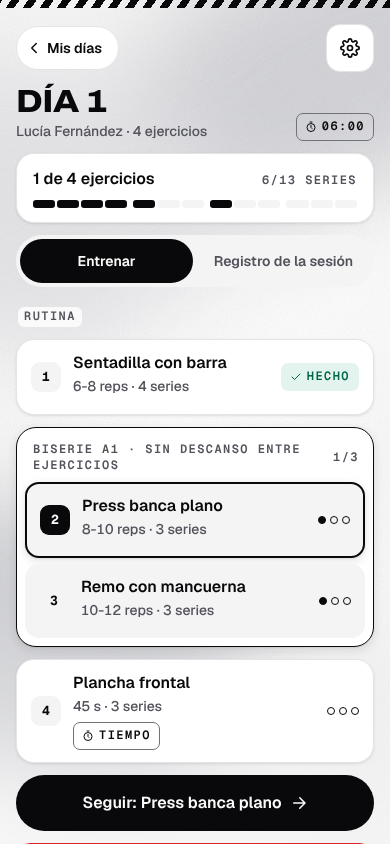 Mis días
DÍA 1
Lucía Fernández · 4 ejercicios
06:00
1 de 4 ejercicios
6/13 SERIES
Entrenar
Registro de la sesión
RUTINA
1
Sentadilla con barra
6-8 reps · 4 series
HECHO
BISERIE A1 · SIN DESCANSO ENTRE
EJERCICIOS
1/3
2
Press banca plano
8-10 reps · 3 series
3
Remo con mancuerna
10-12 reps · 3 series
4
Plancha frontal
45 s · 3 series
TIEMPO
Seguir: Press banca plano →